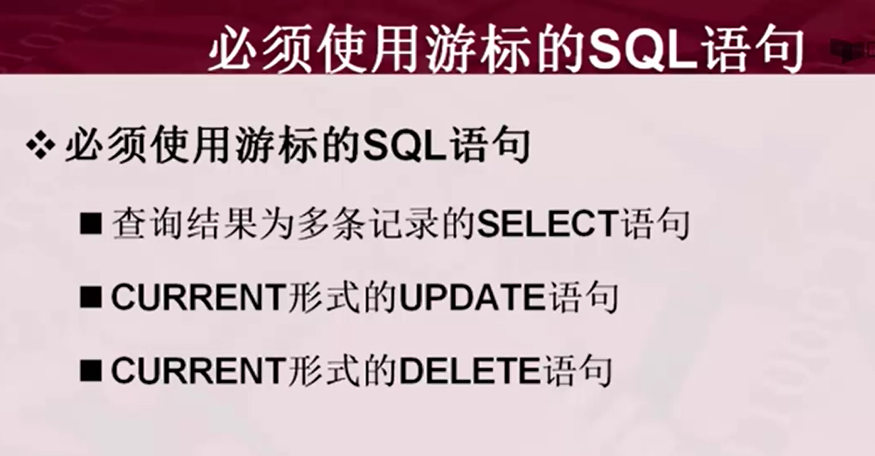 必须使用游标的SQL语句
必须使用游标的SQL语句
查询结果为多条记录的SELECT语句
CURRENT形式的UPDATE语句
CURRENT形式的DELETE语句